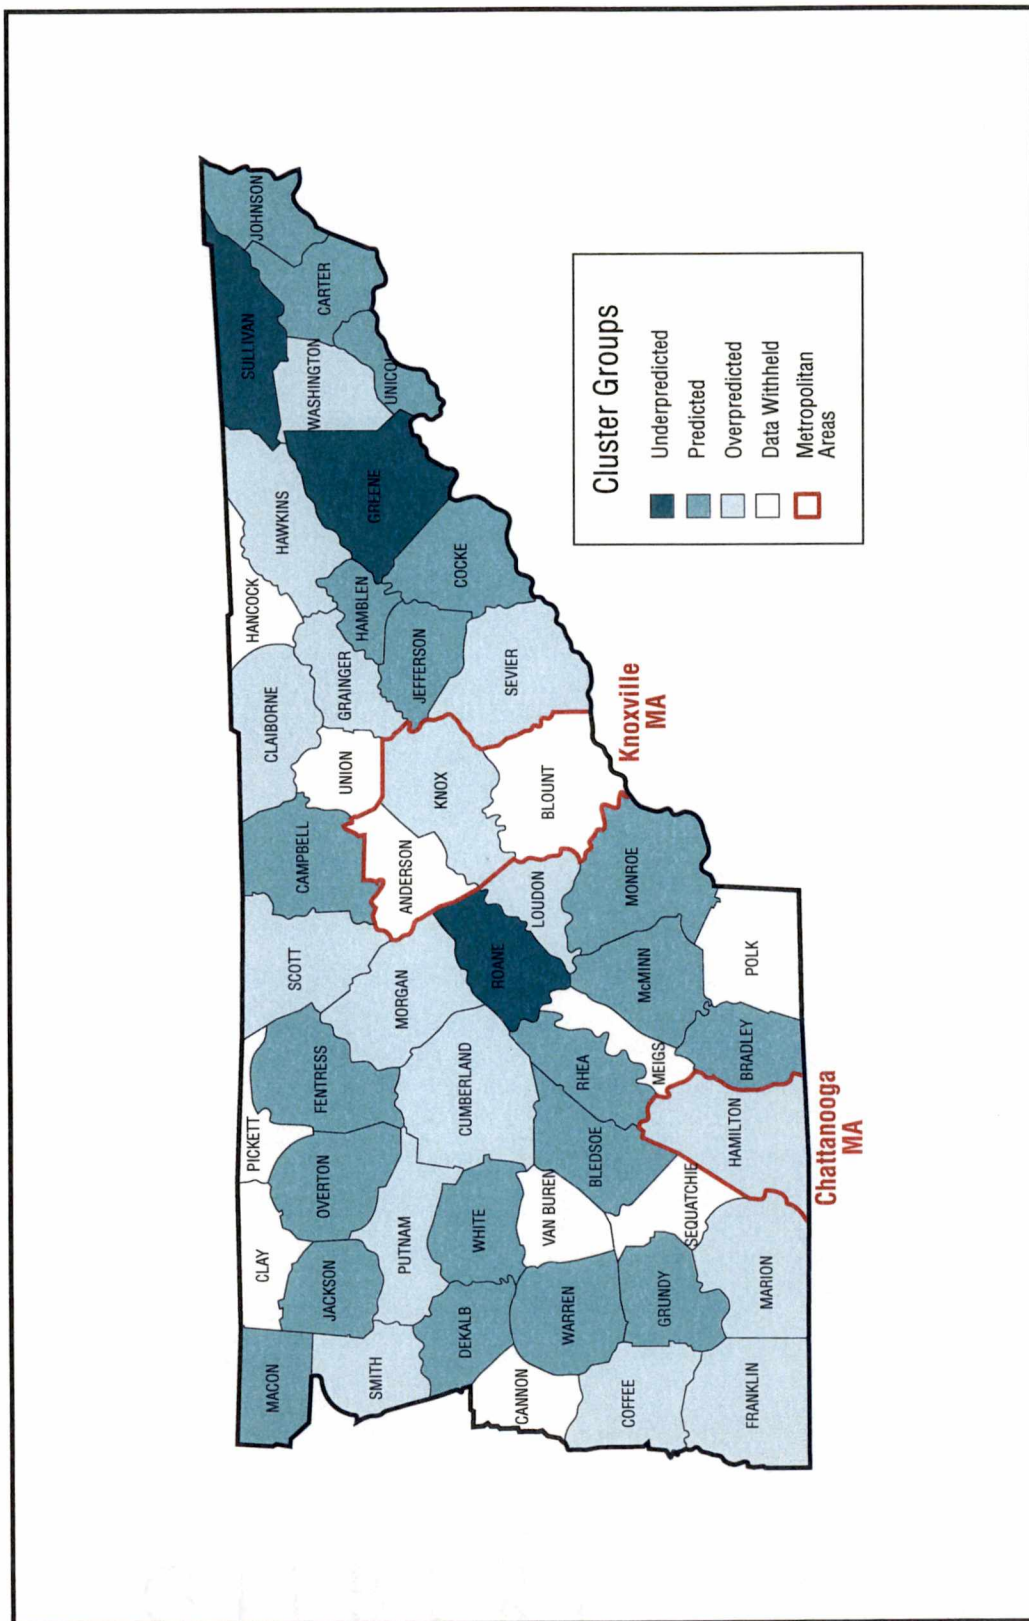 JOHNSON
SULLIVAN
CARTER
WASHINGTON
UNICOI
GREENE
HAWKINS
HANCOCK
HAMBLEN
COCKE
JEFFERSON
GRAINGER
CLAIBORNE
SEVIER
UNION
KNOX
BLOUNT
CAMPBELL
ANDERSON
SCOTT
MORGAN
ROANE
LOUDON
MONROE
McMINN
POLK
FENTRESS
CUMBERLAND
RHEA
MEIGS
BRADLEY
PICKETT
OVERTON
BLEDSOE
HAMILTON
CLAY
PUTNAM
WHITE
VAN BUREN
SEQUATCHIE
JACKSON
DEKALB
WARREN
GRUNDY
MARION
MACON
SMITH
CANNON
COFFEE
FRANKLIN
Knoxville
MA
Chattanooga
MA
Cluster Groups
Underpredicted
Predicted
Overpredicted
Data Withheld
Metropolitan
Areas